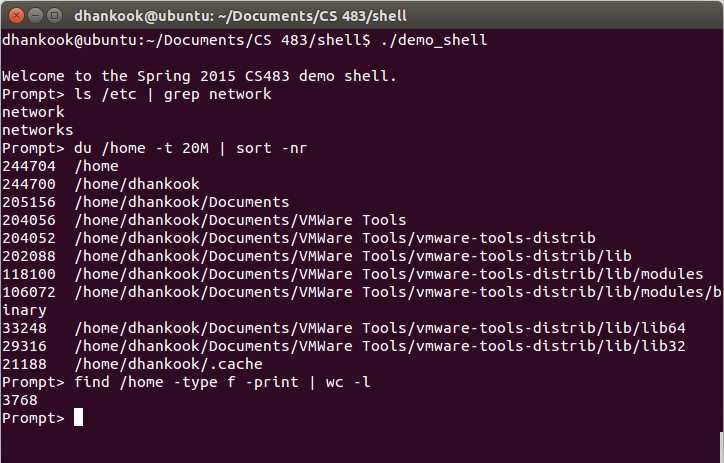 dhankook@ubuntu: ~/Documents/CS 483/shell
dhankook@ubuntu:~/Documents/CS 483/shell$ ./demo_shell
Welcome to the Spring 2015 CS483 demo shell.
Prompt> ls /etc | grep network
network
networks
Prompt> du /home -t 20M | sort -nr
244704  /home
244700  /home/dhankook
205156  /home/dhankook/Documents
204056  /home/dhankook/Documents/VMWare Tools
204052  /home/dhankook/Documents/VMWare Tools/vmware-tools-distrib
202088  /home/dhankook/Documents/VMWare Tools/vmware-tools-distrib/lib
118100  /home/dhankook/Documents/VMWare Tools/vmware-tools-distrib/lib/modules
106072  /home/dhankook/Documents/VMWare Tools/vmware-tools-distrib/lib/modules/b
inary
33248   /home/dhankook/Documents/VMWare Tools/vmware-tools-distrib/lib/lib64
29316   /home/dhankook/Documents/VMWare Tools/vmware-tools-distrib/lib/lib32
21188   /home/dhankook/.cache
Prompt> find /home -type f -print | wc -l
3768
Prompt>